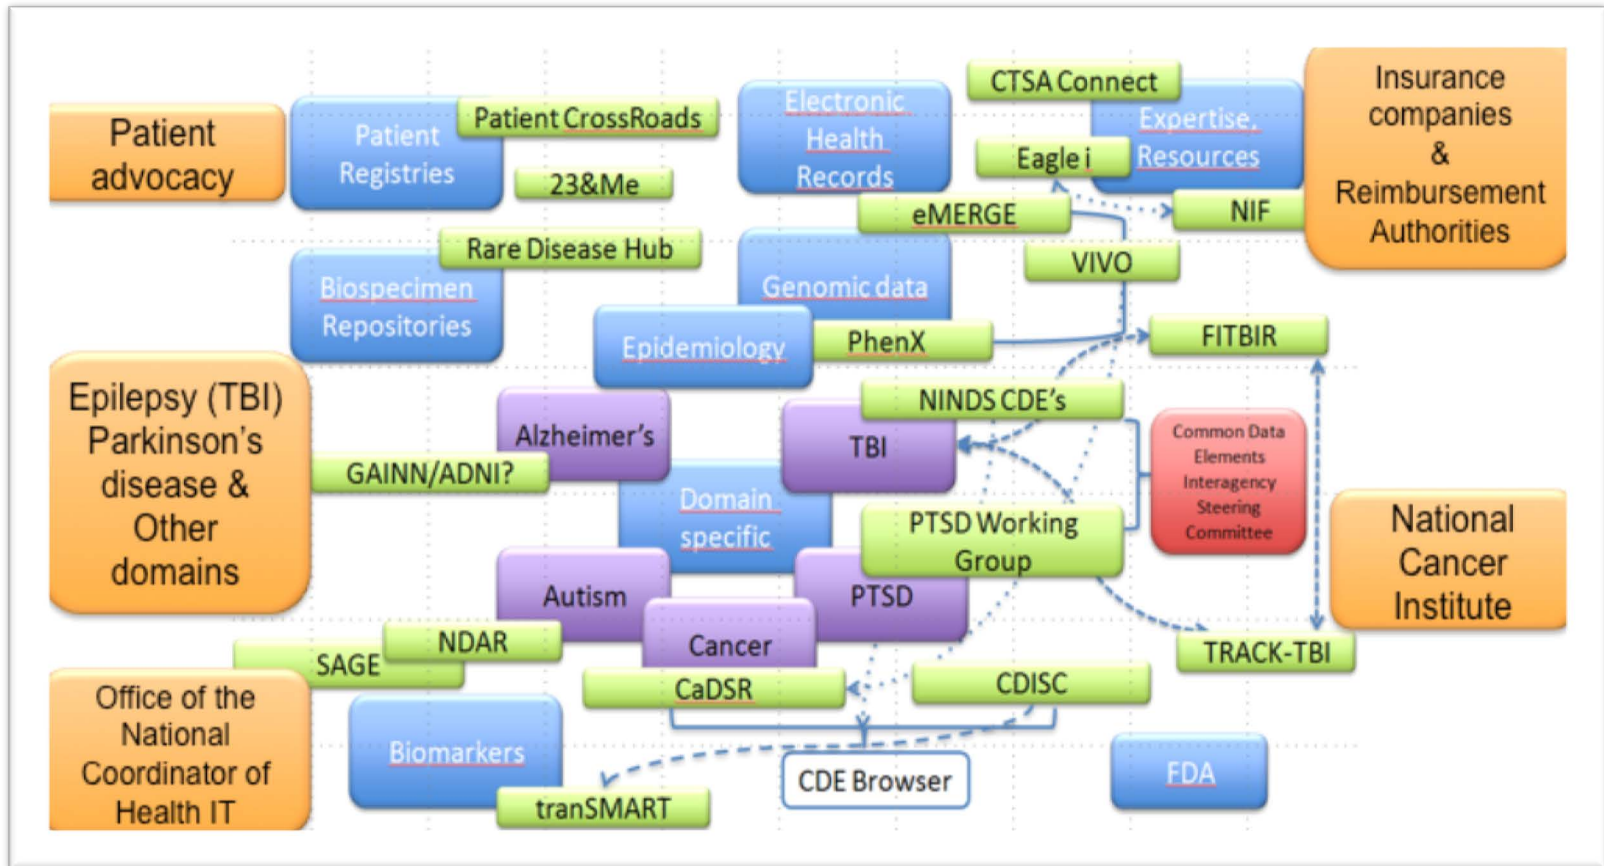 Patient
advocacy
Patient
Registries
Patient CrossRoads
23&Me
Electronic
Health
Records
CTSA Connect
Expertise,
Resources
Eagle i
NIF
eMERGE
VIVO
Insurance
companies
&
Reimbursement
Authorities
Rare Disease Hub
Biospecimen
Repositories
Genomic data
Epidemiology
PhenX
FITBIR
Epilepsy (TBI)
Parkinson's
disease &
Other
domains
Alzheimer's
GAINN/ADNI?
NINDS CDE's
TBI
Common Data
Elements
Interagency
Steering
Committee
Domain
specific
PTSD Working
Group
National
Cancer
Institute
Autism
PTSD
Cancer
NDAR
SAGE
CaDSR
CDISC
TRACK-TBI
Office of the
National
Coordinator of
Health IT
Biomarkers
tranSMART
CDE Browser
FDA